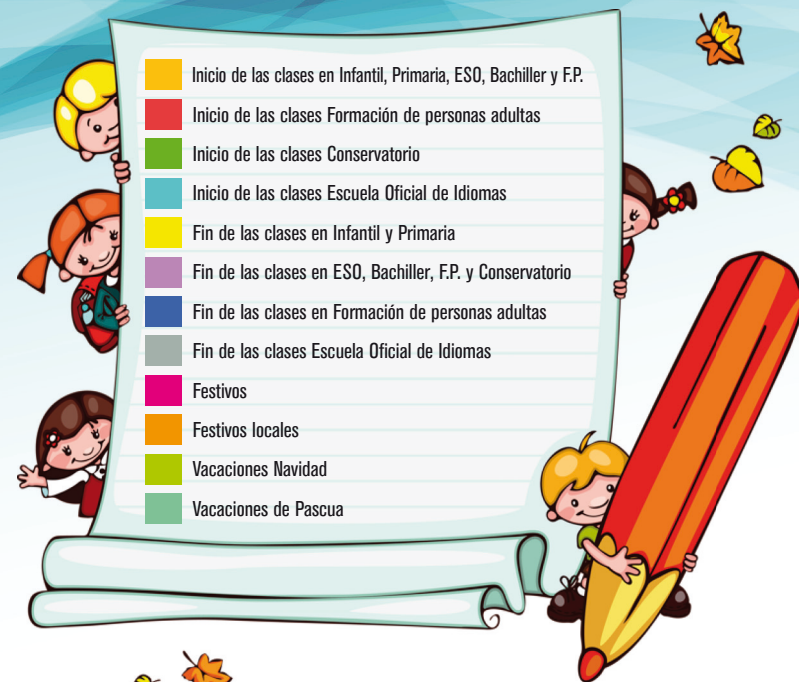 Inicio de las clases en Infantil, Primaria, ESO, Bachiller y F.P.
Inicio de las clases Formación de personas adultas
Inicio de las clases Conservatorio
Inicio de las clases Escuela Oficial de Idiomas
Fin de las clases en Infantil y Primaria
Fin de las clases en ESO, Bachiller, F.P. y Conservatorio
Fin de las clases en Formación de personas adultas
Fin de las clases Escuela Oficial de Idiomas
Festivos
Festivos locales
Vacaciones Navidad
Vacaciones de Pascua